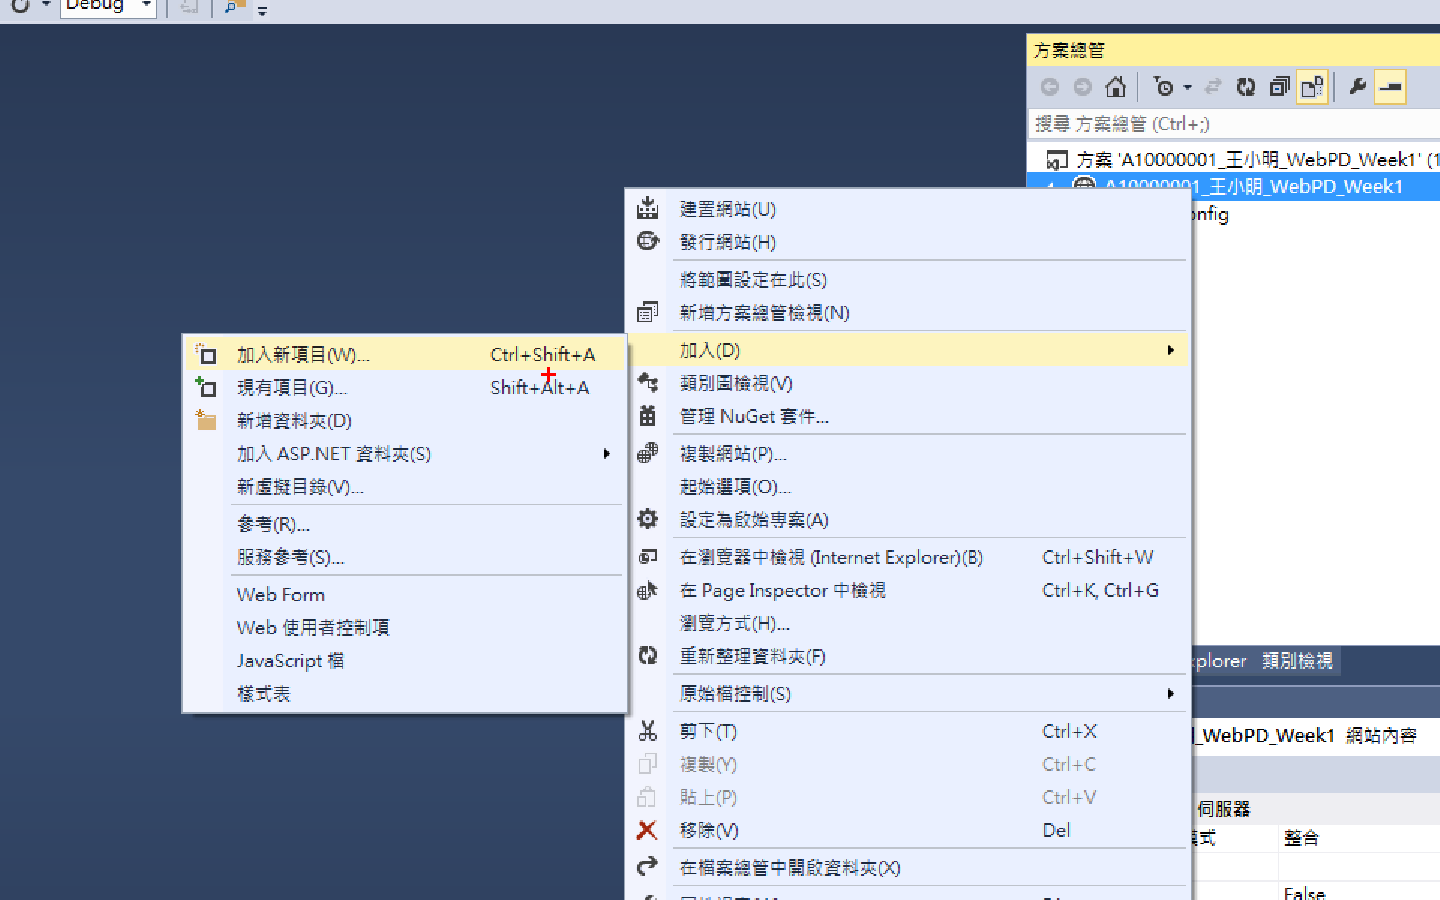 Debug
方案總管
搜尋 方案總管 (Ctrl+;)
方案 'A10000001_王小明_WebPD_Week1' (1
A10000001_王小明_WebPD_Week1
onfig
建置網站(U)
發行網站(H)
將範圍設定在此(S)
新增方案總管檢視(N)
加入(D)
類別圖檢視(V)
管理 NuGet 套件...
複製網站(P)...
起始選項(O)...
設定為啟始專案(A)
在瀏覽器中檢視 (Internet Explorer)(B) Ctrl+Shift+W
在 Page Inspector 中檢視 Ctrl+K, Ctrl+G
瀏覽方式(H)...
重新整理資料夾(F)
原始檔控制(S)
剪下(T) Ctrl+X
複製(Y) Ctrl+C
貼上(P) Ctrl+V
移除(V) Del
在檔案總管中開啟資料夾(X)
加入新項目(W)... Ctrl+Shift+A
現有項目(G)... Shift+Alt+A
新增資料夾(D)
加入 ASP.NET 資料夾(S)
新虛擬目錄(V)...
參考(R)...
服務參考(S)...
Web Form
Web 使用者控制項
JavaScript 檔
樣式表
xplorer 類別檢視
_WebPD_Week1 網站內容
伺服器
模式 整合
False